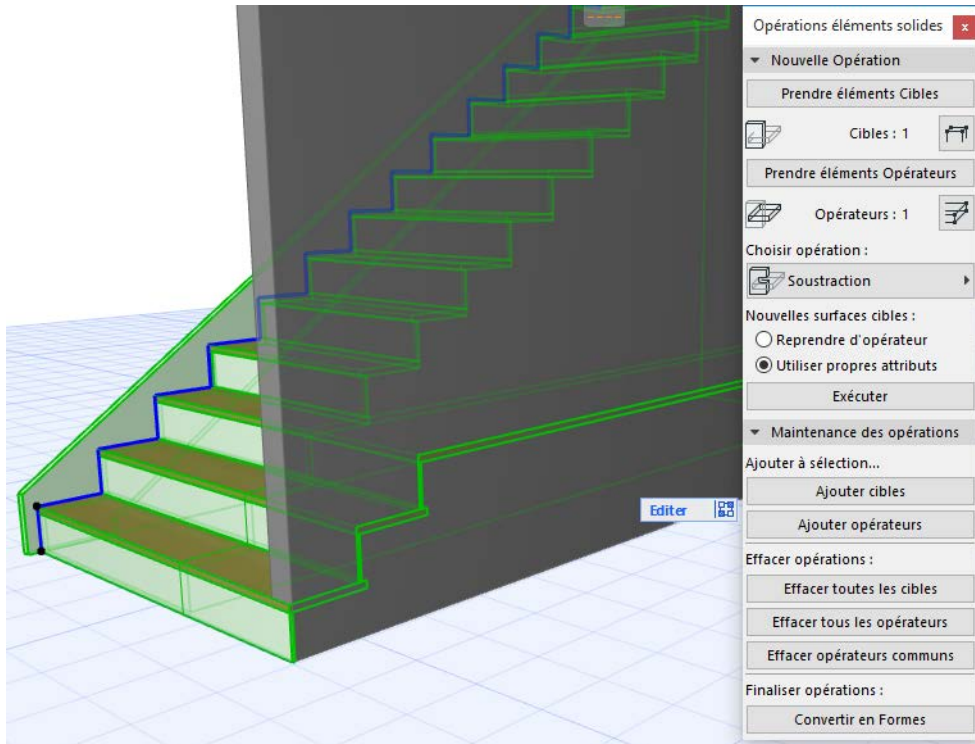 Opérations éléments solides
Nouvelle Opération
Prendre éléments Cibles
Cibles : 1
Prendre éléments Opérateurs
Opérateurs : 1
Choisir opération :
Soustraction
Nouvelles surfaces cibles :
Reprendre d'opérateur
Utiliser propres attributs
Exécuter
Maintenance des opérations
Ajouter à sélection...
Ajouter cibles
Editer
Ajouter opérateurs
Effacer opérations :
Effacer toutes les cibles
Effacer tous les opérateurs
Effacer opérateurs communs
Finaliser opérations :
Convertir en Formes